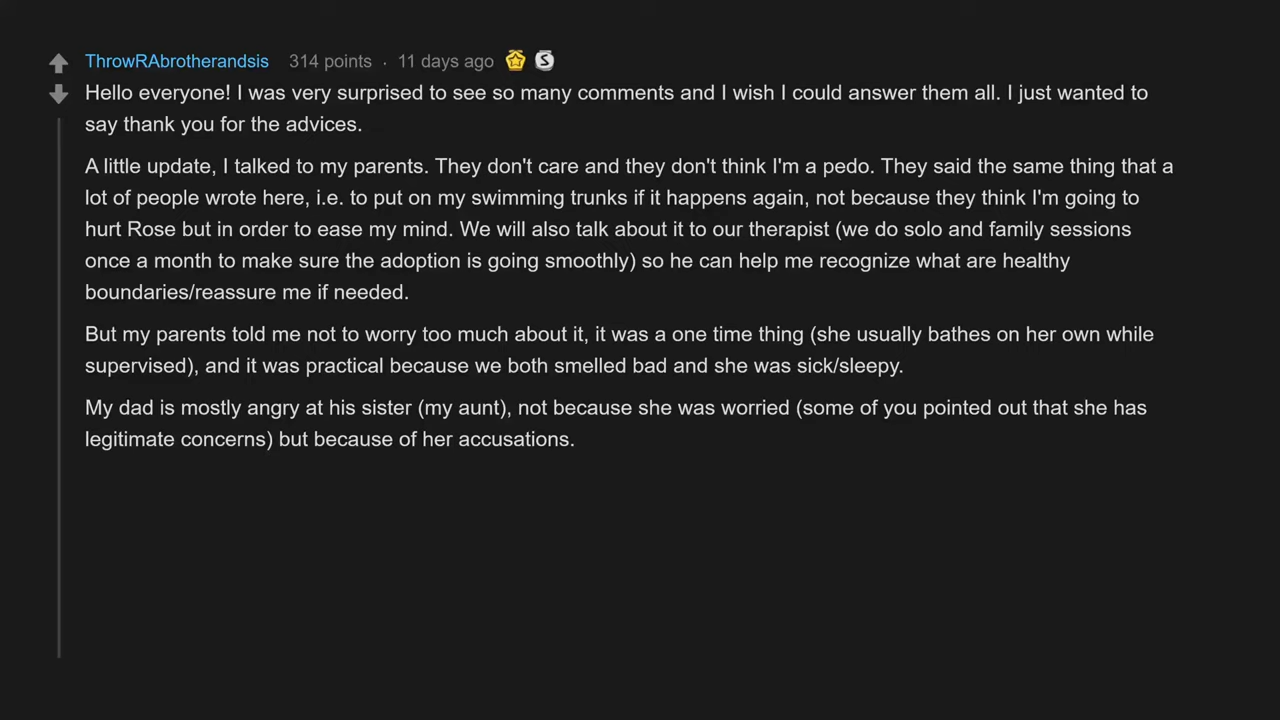 ThrowRAbrotherandsis 314 points · 11 days ago S
Hello everyone! I was very surprised to see so many comments and I wish I could answer them all. I just wanted to
say thank you for the advices.
A little update, I talked to my parents. They don't care and they don't think I'm a pedo. They said the same thing that a
lot of people wrote here, i.e. to put on my swimming trunks if it happens again, not because they think I'm going to
hurt Rose but in order to ease my mind. We will also talk about it to our therapist (we do solo and family sessions
once a month to make sure the adoption is going smoothly) so he can help me recognize what are healthy
boundaries/reassure me if needed.
But my parents told me not to worry too much about it, it was a one time thing (she usually bathes on her own while
supervised), and it was practical because we both smelled bad and she was sick/sleepy.
My dad is mostly angry at his sister (my aunt), not because she was worried (some of you pointed out that she has
legitimate concerns) but because of her accusations.